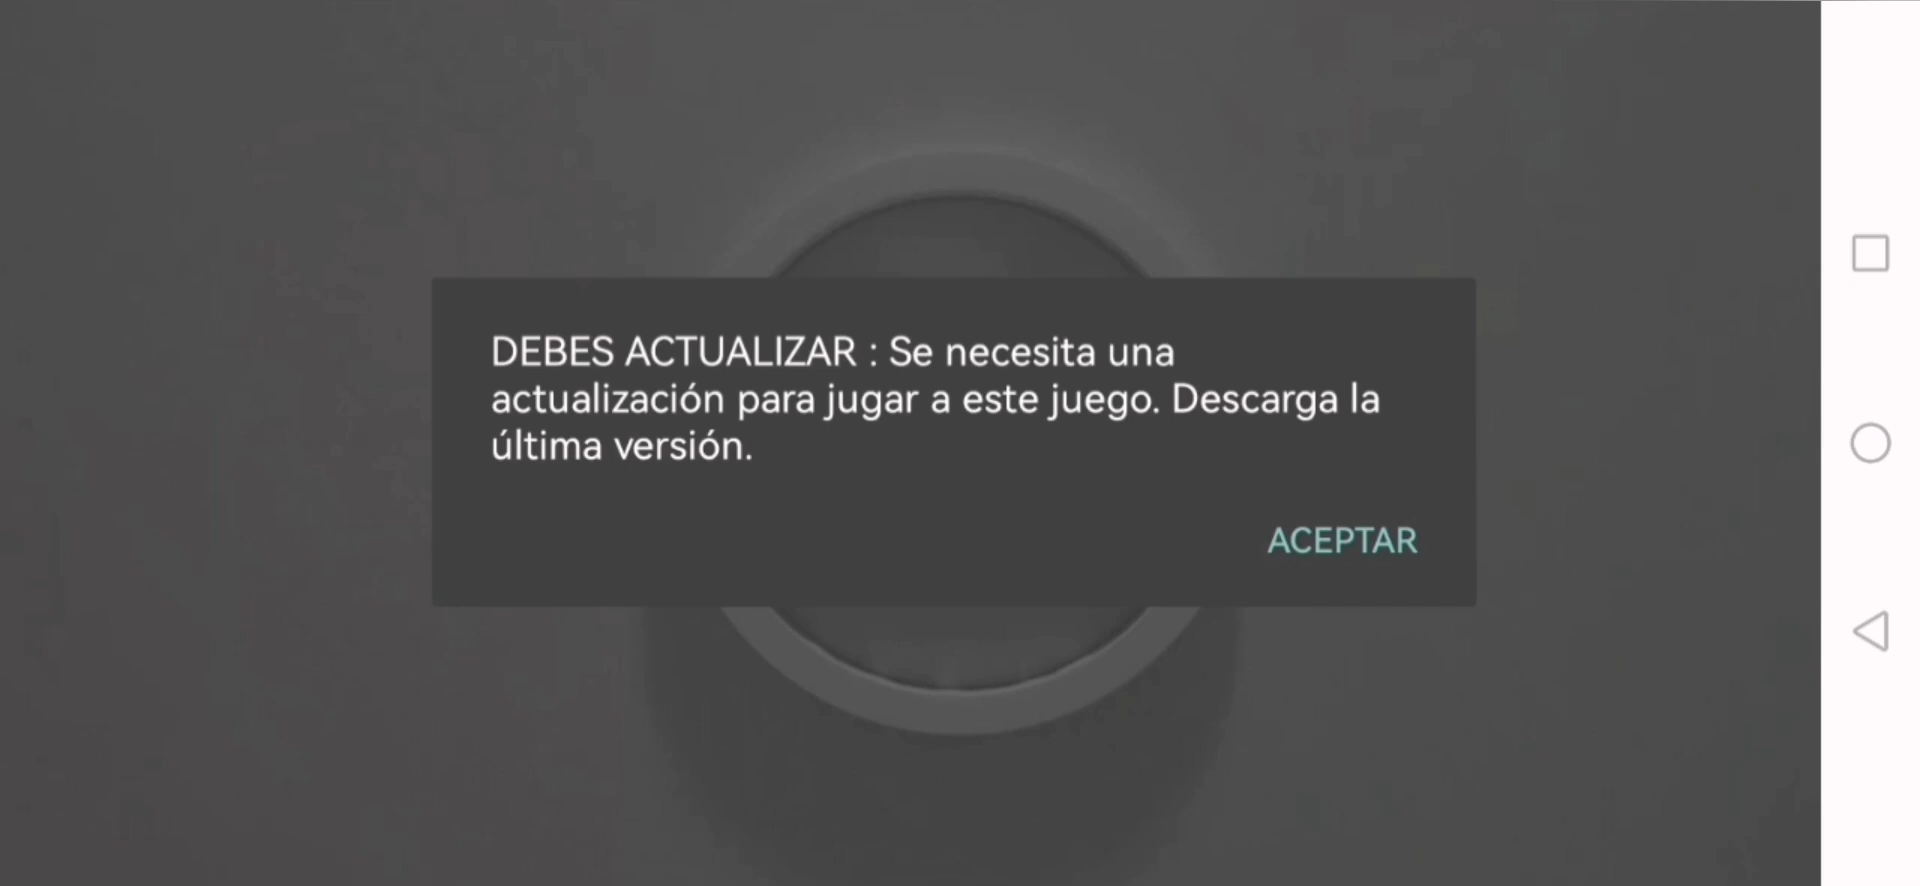 DEBES ACTUALIZAR : Se necesita una
actualización para jugar a este juego. Descarga la
última versión.
ACEPTAR